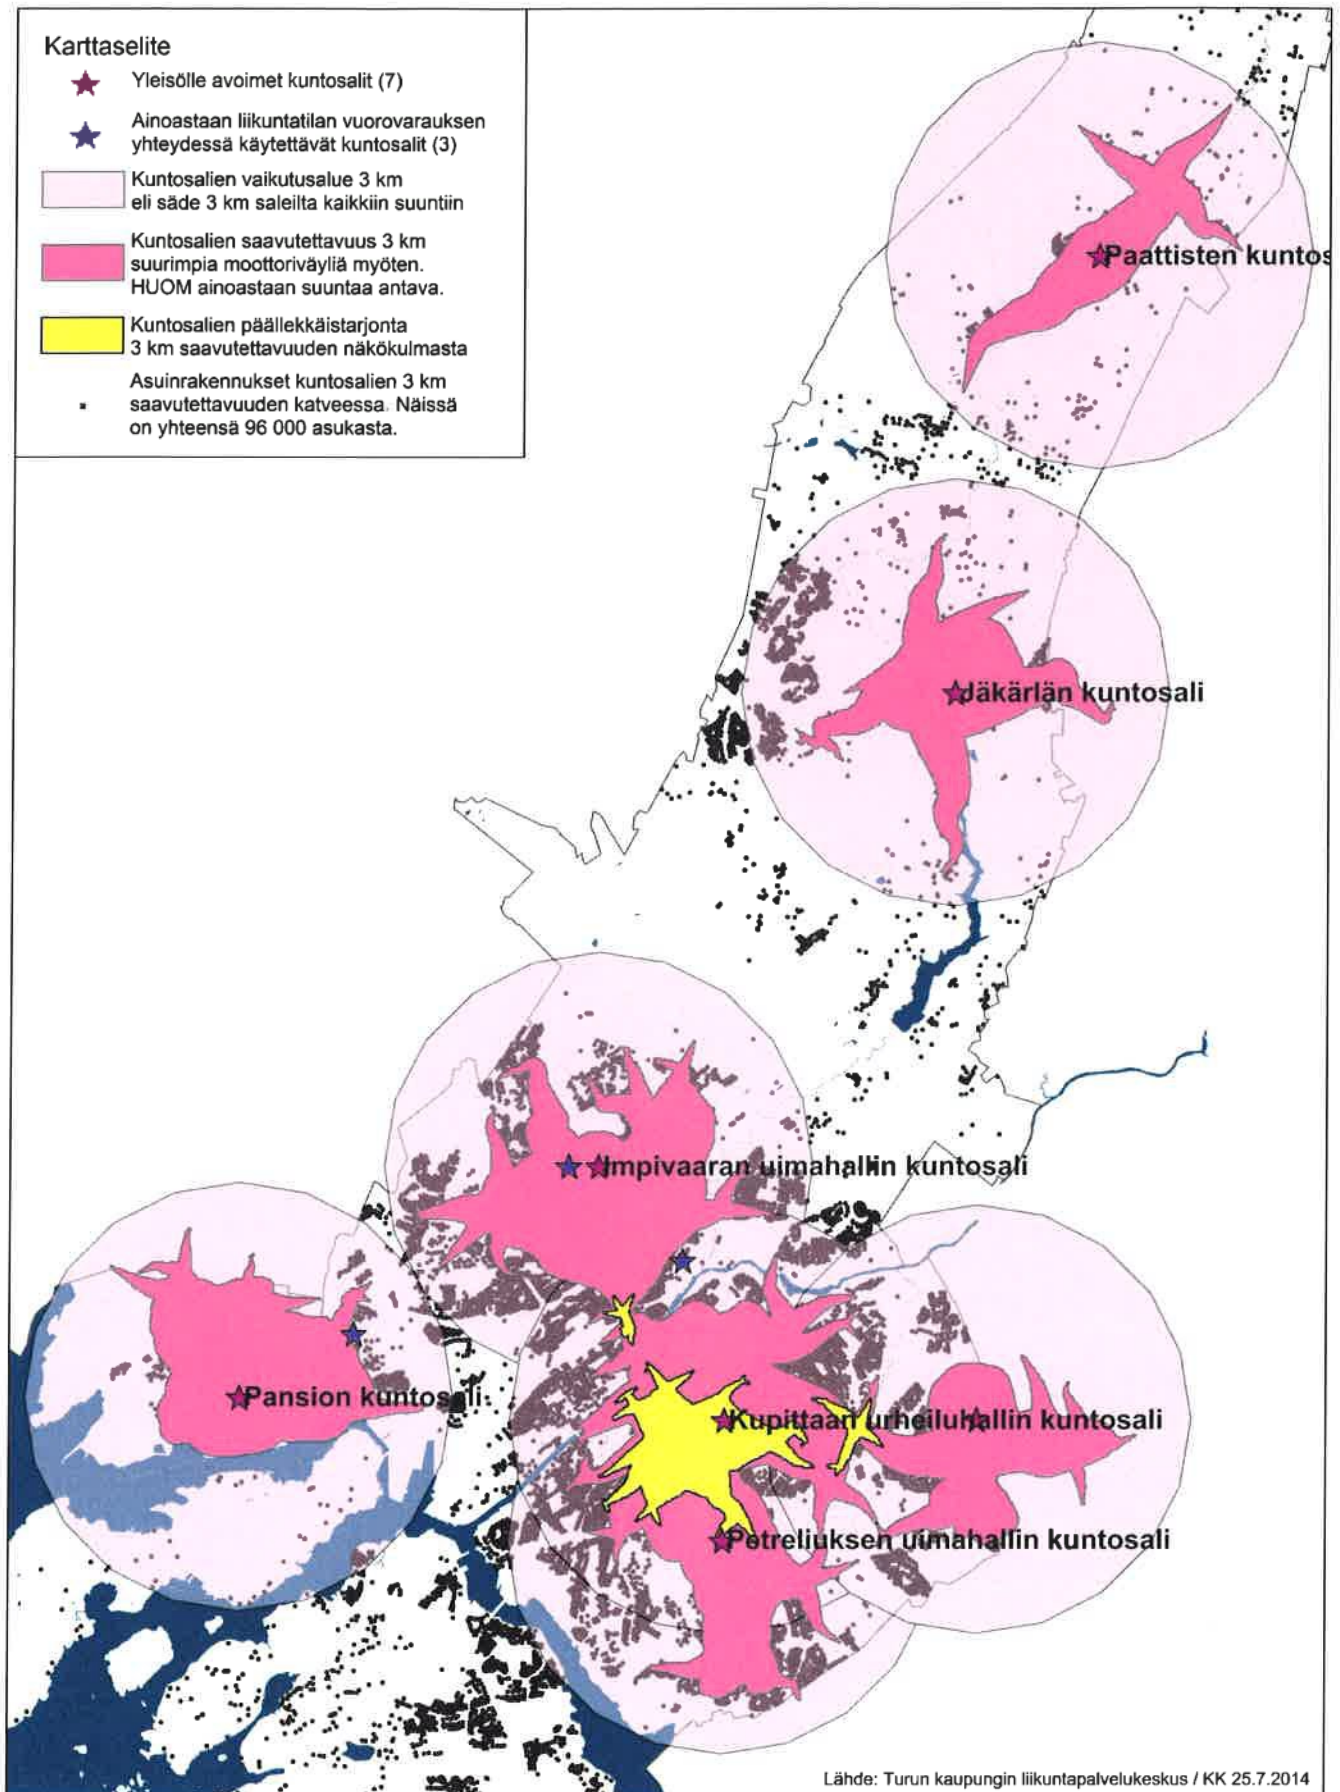 Karttaselite
Yleisölle avoimet kuntosalit (7)
Ainoastaan liikuntatilan vuorovarauksen
yhteydessä käytettävät kuntosalit (3)
Kuntosalien vaikutusalue 3 km
eli säde 3 km saleilta kaikkiin suuntiin
Kuntosalien saavutettavuus 3 km
suurimpia moottoriväyliä myöten.
HUOM ainoastaan suuntaa antava.
Kuntosalien päällekkäistarjonta
3 km saavutettavuuden näkökulmasta
Asuinrakennukset kuntosalien 3 km
saavutettavuuden katveessa. Näissä
on yhteensä 96 000 asukasta.
Paattisten kuntos
Jäkärlän kuntosali
Impivaaran uimahallin kuntosali
Pansion kuntosali
Kupittaan urheiluhallin kuntosali
Petreliuksen uimahallin kuntosali
Lähde: Turun kaupungin liikuntapalvelukeskus / KK 25.7.2014